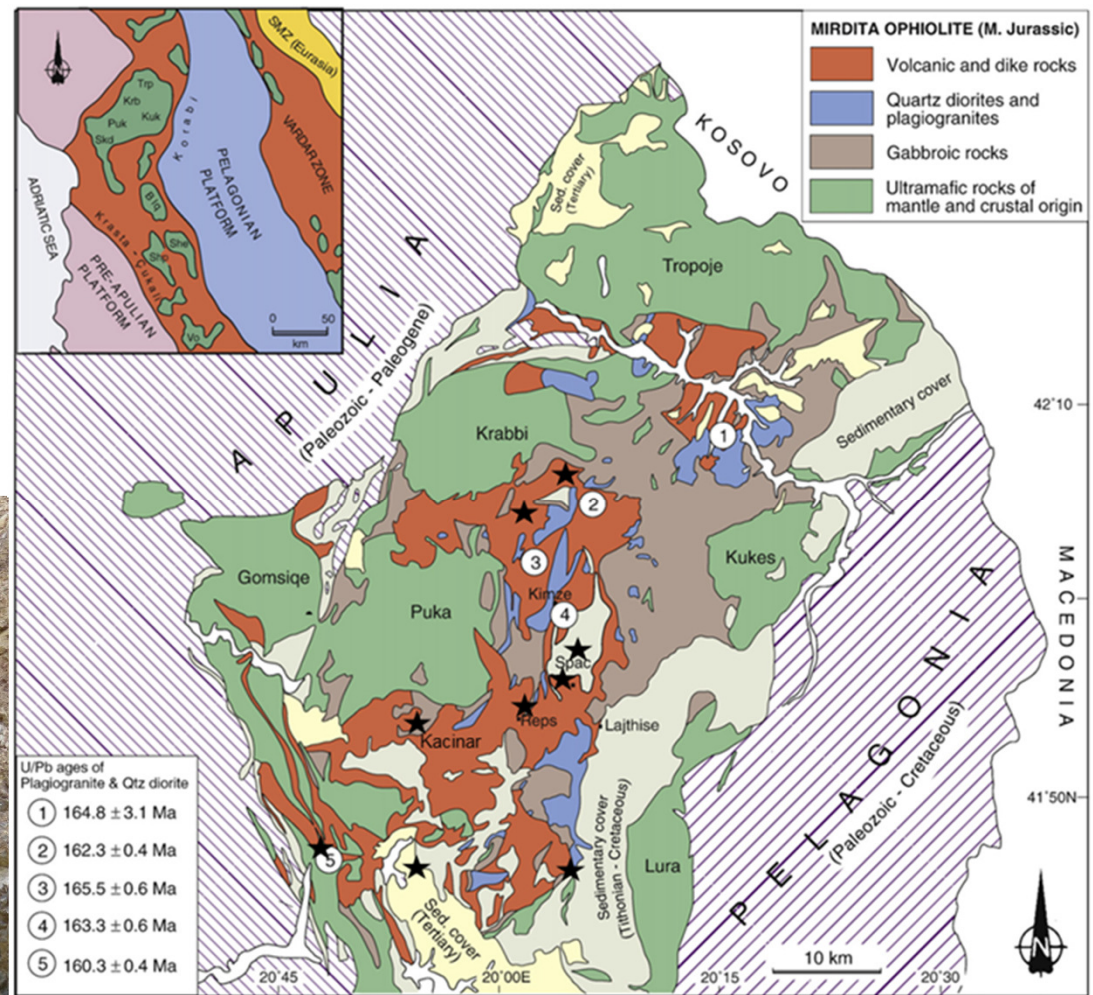 SMZ (Eurasia)
Trp
Krb
Puk
Kuk
Skd
Korabi
PELAGONIAN
PLATFORM
VARDAR ZONE
ADRIATIC SEA
Krasta - Çukali
Blq
She
Shp
PRE-APULIAN
PLATFORM
Vo
0 50
km
MIRDITA OPHIOLITE (M. Jurassic)
Volcanic and dike rocks
Quartz diorites and
plagiogranites
Gabbroic rocks
Ultramafic rocks of
mantle and crustal origin
KOSOVO
Sed. cover
(Tertiary)
Tropoje
APULIA
(Paleozoic - Paleogene)
Krabbi
1
Sedimentary cover
42°10
2
3
Kimze
4
Gomsiqe
Puka
Kukes
MACEDONIA
Spac
Reps
Lajthise
Kacinar
PELAGONIA
(Paleozoic - Cretaceous)
41°50N
5
Sedimentary cover
(Tithonian - Cretaceous)
Lura
Sed. cover
(Tertiary)
U/Pb ages of
Plagiogranite & Qtz diorite
1 164.8 ±3.1 Ma
2 162.3 ±0.4 Ma
3 165.5 ±0.6 Ma
4 163.3 ±0.6 Ma
5 160.3 ±0.4 Ma
10 km
N
20°45
20°00E
20°15
20°30